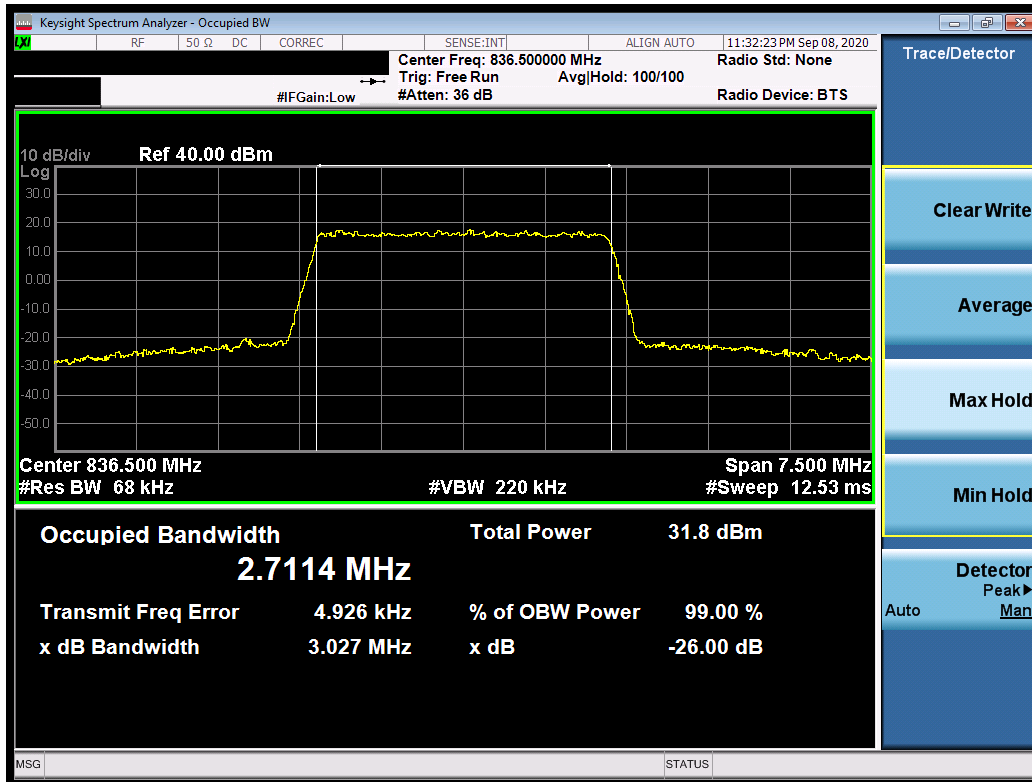 Keysight Spectrum Analyzer - Occupied BW
LXI RF 50 Ω DC CORREC SENSE:INT ALIGN AUTO 11:32:23 PM Sep 08, 2020
Center Freq: 836.500000 MHz Radio Std: None
Trig: Free Run Avg|Hold: 100/100
#IFGain:Low #Atten: 36 dB Radio Device: BTS
10 dB/div Ref 40.00 dBm
Log
30.0
20.0
10.0
0.00
-10.0
-20.0
-30.0
-40.0
-50.0
Center 836.500 MHz Span 7.500 MHz
#Res BW 68 kHz #VBW 220 kHz #Sweep 12.53 ms
Occupied Bandwidth Total Power 31.8 dBm
2.7114 MHz
Transmit Freq Error 4.926 kHz % of OBW Power 99.00 %
x dB Bandwidth 3.027 MHz x dB -26.00 dB
MSG STATUS
Trace/Detector
Clear Write
Average
Max Hold
Min Hold
Detector
Peak▶
Auto Man